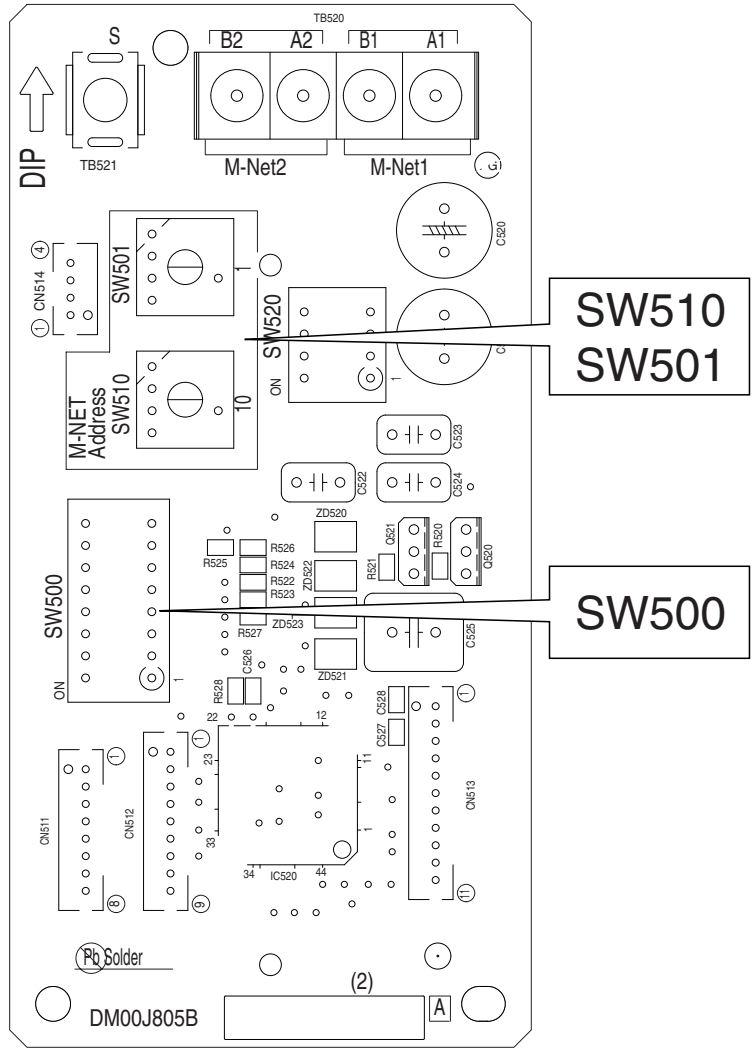 TB520
S
B2 A2 B1 A1
DIP
TB521
M-Net2
M-Net1
G
C520
④
CN514
①
SW501
1
SW520
ON
1
SW510
SW501
M-NET
Address
SW510
10
C523
C522
C524
SW500
ON
1
ZD520
Q521
R520
Q520
R525
R526
R524
R522
R523
R527
R521
ZD522
ZD523
ZD521
C525
SW500
C526
R528
C528
C527
22
12
23
11
33
1
34
44
IC520
①
CN511
⑧
①
CN512
⑨
①
CN513
⑪
Pb Solder
(2)
DM00J805B
A